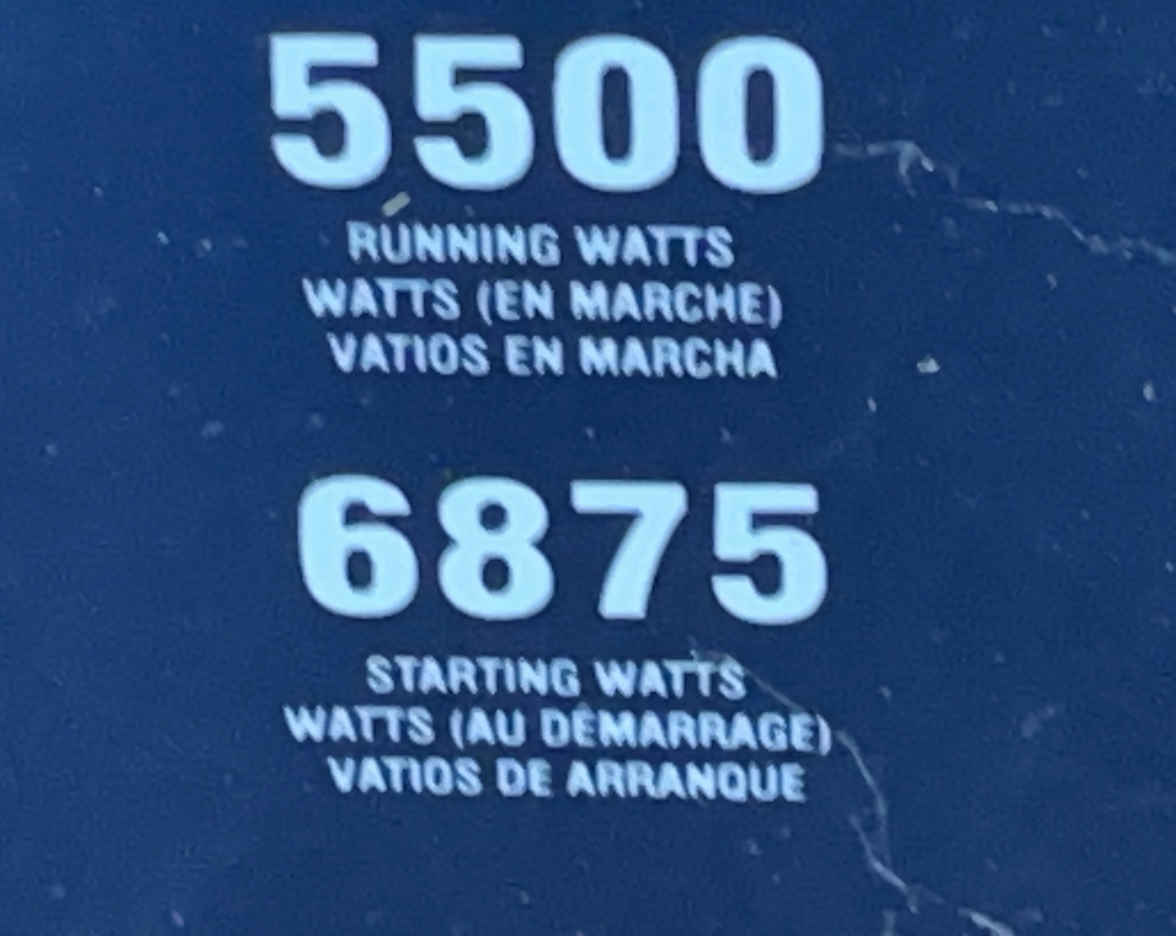 5500
RUNNING WATTS
WATTS (EN MARCHE)
VATIOS EN MARCHA
6875
STARTING WATTS
WATTS (AU DÉMARRAGE)
VATIOS DE ARRANQUE